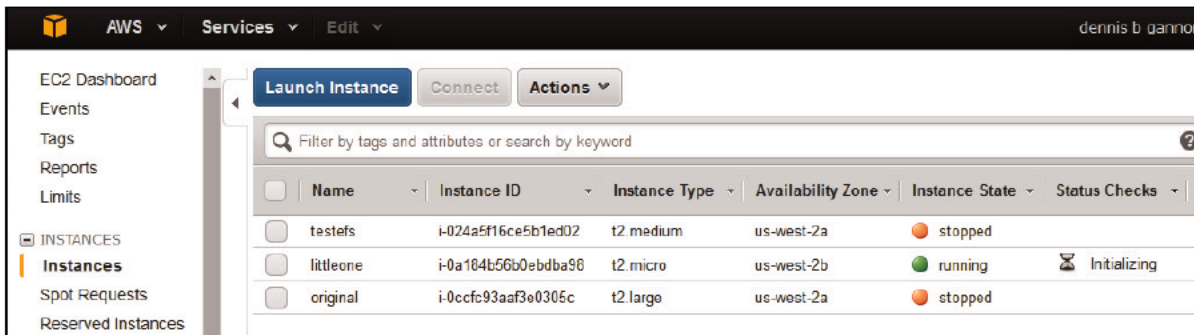 AWS Services Edit dennis b gannon
EC2 Dashboard
Events
Tags
Reports
Limits
INSTANCES
Instances
Spot Requests
Reserved Instances
Launch Instance Connect Actions
Filter by tags and attributes or search by keyword
Name Instance ID Instance Type Availability Zone Instance State Status Checks
testefs i-024a5f16ce5b1ed02 t2.medium us-west-2a stopped
littleone i-0a184b56b0ebdba98 t2.micro us-west-2b running Initializing
original i-0ccfc93aaf3e0305c t2.large us-west-2a stopped